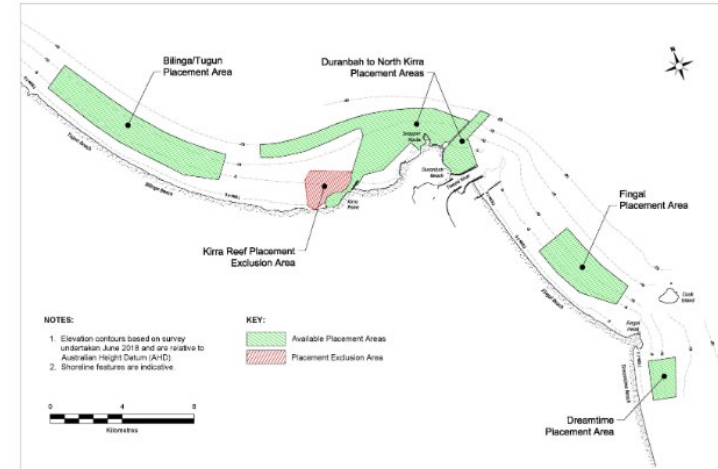 Bilinga/Tugun
Placement Area
Duranbah to North Kirra
Placement Areas
Snapper
Rocks
Duranbah
Beach
Tweed River
Tugun Beach
Bilinga Beach
Kirra
Point
Kirra Reef Placement
Exclusion Area
Fingal
Placement Area
Fingal Beach
Cook
Island
Fingal
Head
Dreamtime Beach
Dreamtime
Placement Area
NOTES:
1. Elevation contours based on survey
undertaken June 2018 and are relative to
Australian Height Datum (AHD).
2. Shoreline features are indicative.
KEY:
Available Placement Areas
Placement Exclusion Area
0 4 8
Kilometres